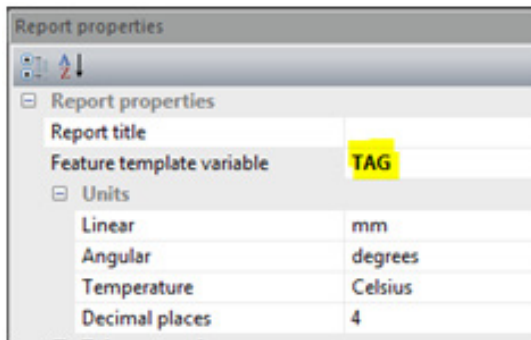 Report properties
Report properties
Report title
Feature template variable TAG
Units
Linear mm
Angular degrees
Temperature Celsius
Decimal places 4